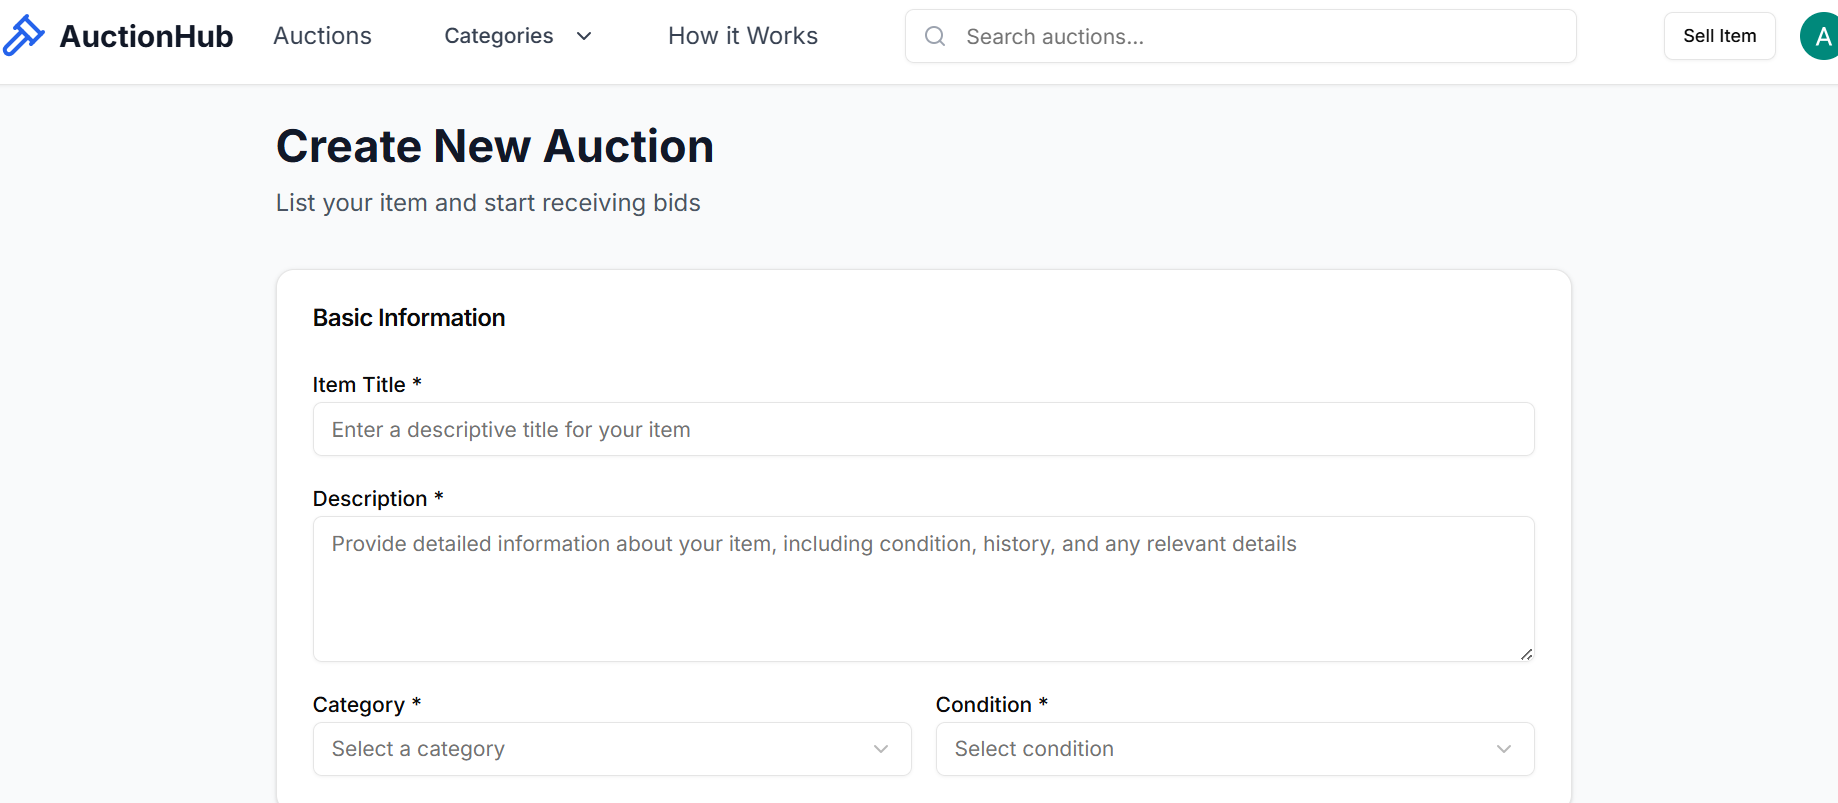 AuctionHub Auctions Categories How it Works Search auctions... Sell Item A
Create New Auction
List your item and start receiving bids
Basic Information
Item Title *
Enter a descriptive title for your item
Description *
Provide detailed information about your item, including condition, history, and any relevant details
Category * Condition *
Select a category Select condition